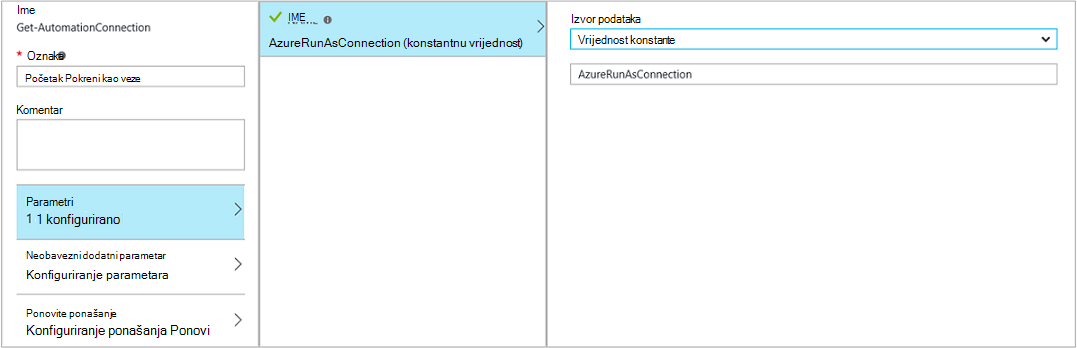 Ime
Get-AutomationConnection
* Oznake
Početak Pokreni kao veze
Komentar
Parametri
1 1 konfigurirano
Neobavezni dodatni parametar
Konfiguriranje parametara
Ponovite ponašanje
Konfiguriranje ponašanja Ponovi
IME
AzureRunAsConnection (konstantnu vrijednost)
Izvor podataka
Vrijednost konstante
AzureRunAsConnection